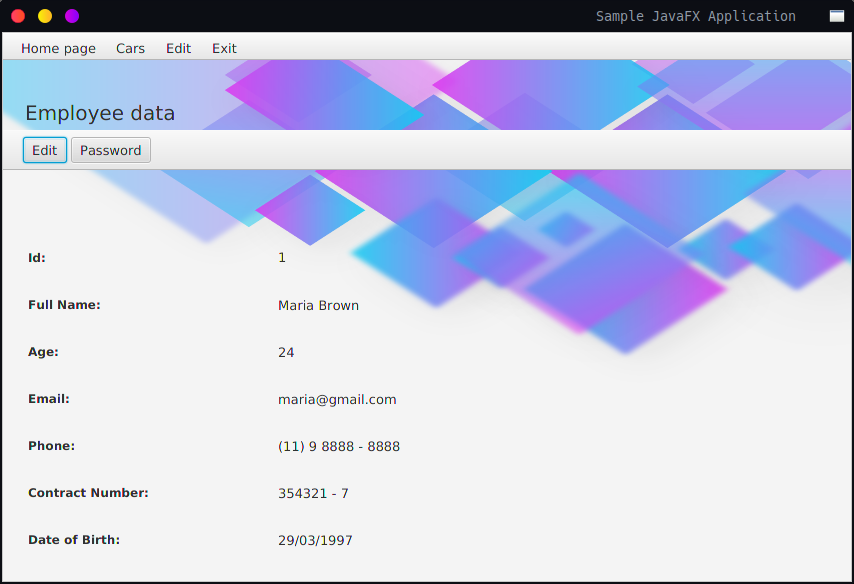 Sample JavaFX Application
Home page Cars Edit Exit
Employee data
Edit Password
Id: 1
Full Name: Maria Brown
Age: 24
Email: maria@gmail.com
Phone: (11) 9 8888 - 8888
Contract Number: 354321 - 7
Date of Birth: 29/03/1997